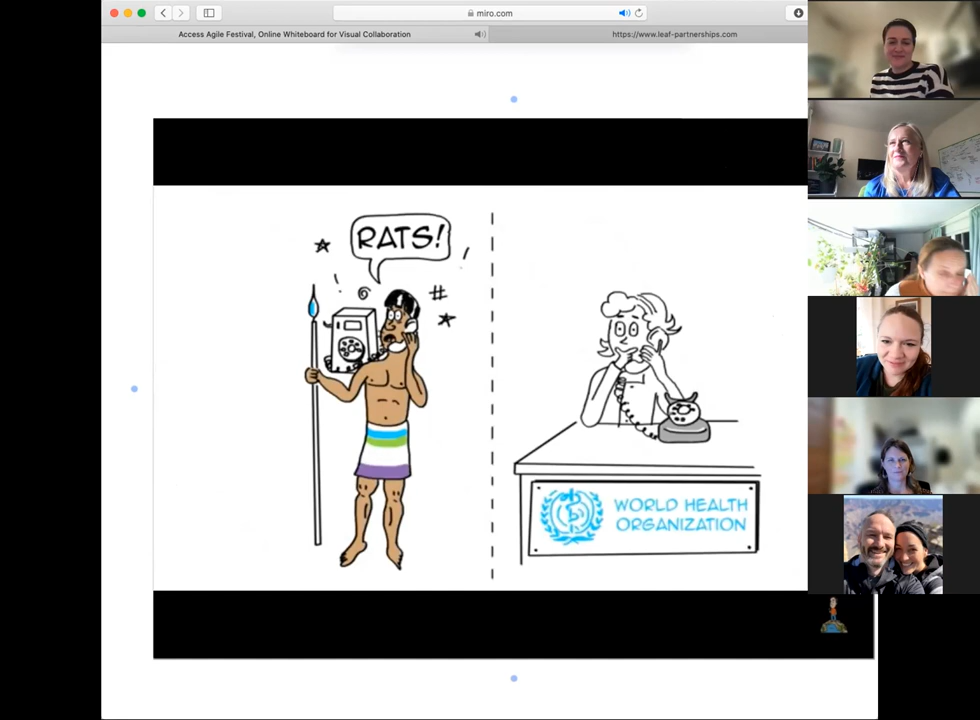 miro.com
Access Agile Festival, Online Whiteboard for Visual Collaboration
https://www.leaf-partnerships.com
RATS!
WORLD HEALTH
ORGANIZATION